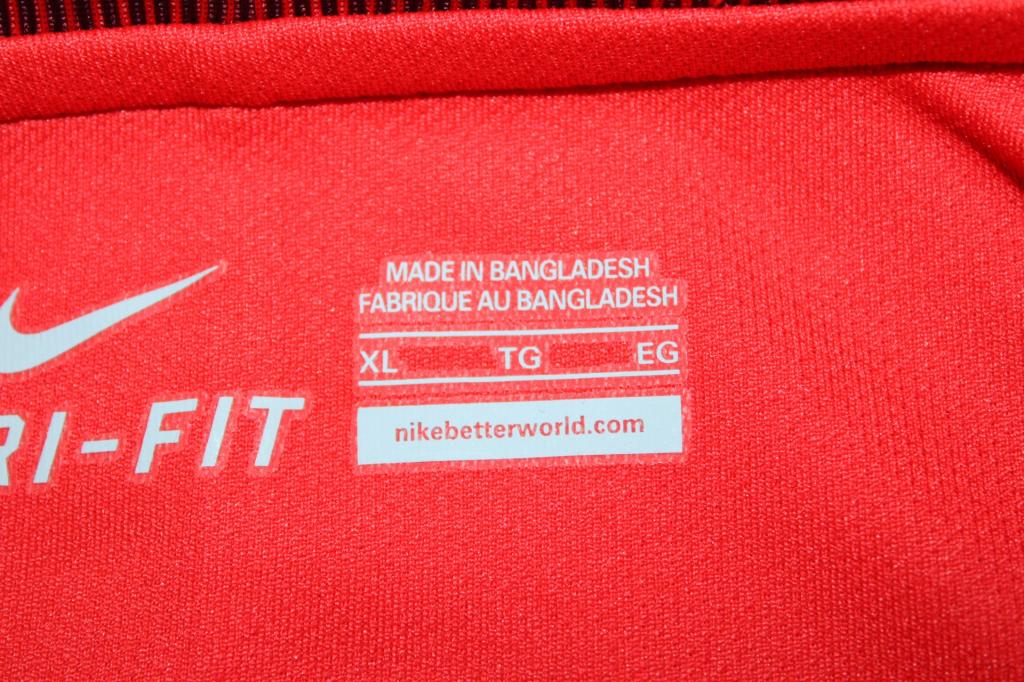 MADE IN BANGLADESH
FABRIQUE AU BANGLADESH
XL TG EG
nikebetterworld.com
RI-FIT